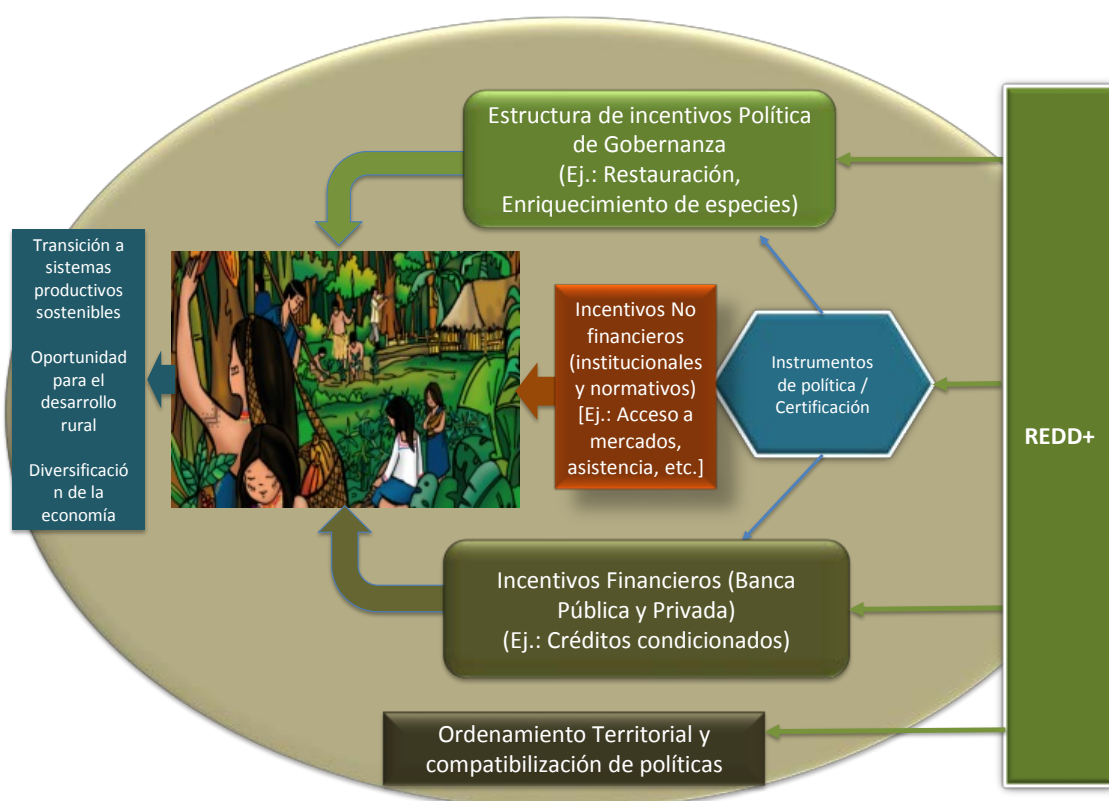 Estructura de incentivos Política
de Gobernanza
(Ej.: Restauración,
Enriquecimiento de especies)
Transición a
sistemas
productivos
sostenibles
Oportunidad
para el
desarrollo
rural
Diversificació
n de la
economía
Incentivos No
financieros
(institucionales
y normativos)
[Ej.: Acceso a
mercados,
asistencia, etc.]
Instrumentos
de política /
Certificación
REDD+
Incentivos Financieros (Banca
Pública y Privada)
(Ej.: Créditos condicionados)
Ordenamiento Territorial y
compatibilización de políticas